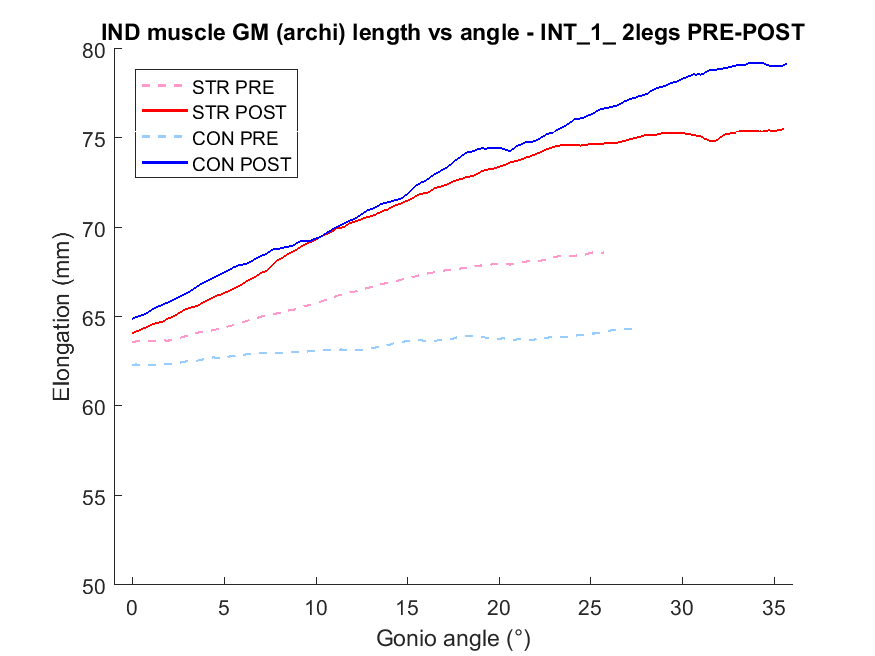 IND muscle GM (archi) length vs angle - INT_1_ 2legs PRE-POST
80
75
70
65
60
55
50
Elongation (mm)
STR PRE
STR POST
CON PRE
CON POST
0 5 10 15 20 25 30 35
Gonio angle (°)